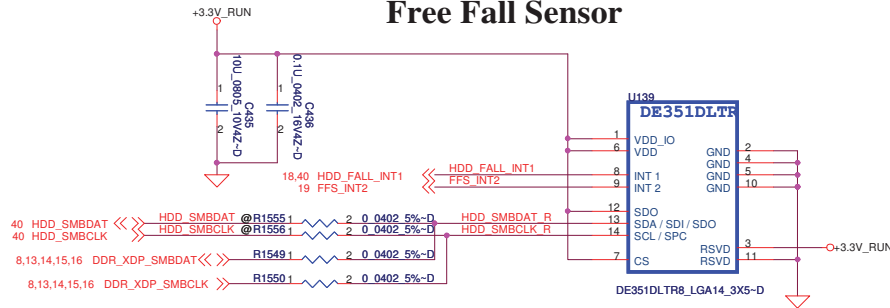 Free Fall Sensor
+3.3V_RUN
1
2
10U_0805_10V4Z~D
C435
1
2
0.1U_0402_16V4Z~D
C436
U139
DE351DLTR
1 VDD_IO
6 VDD
GND 2
GND 4
GND 5
GND 10
18,40 HDD_FALL_INT1 HDD_FALL_INT1 8 INT 1
19 FFS_INT2 FFS_INT2 9 INT 2
12 SDO
40 HDD_SMBDAT HDD_SMBDAT @R1555 1 2 0_0402_5%~D HDD_SMBDAT_R 13 SDA / SDI / SDO
40 HDD_SMBCLK HDD_SMBCLK @R1556 1 2 0_0402_5%~D HDD_SMBCLK_R 14 SCL / SPC
RSVD 3 +3.3V_RUN
RSVD 11
8,13,14,15,16 DDR_XDP_SMBDAT R1549 1 2 0_0402_5%~D
7 CS
8,13,14,15,16 DDR_XDP_SMBCLK R1550 1 2 0_0402_5%~D
DE351DLTR8_LGA14_3X5~D